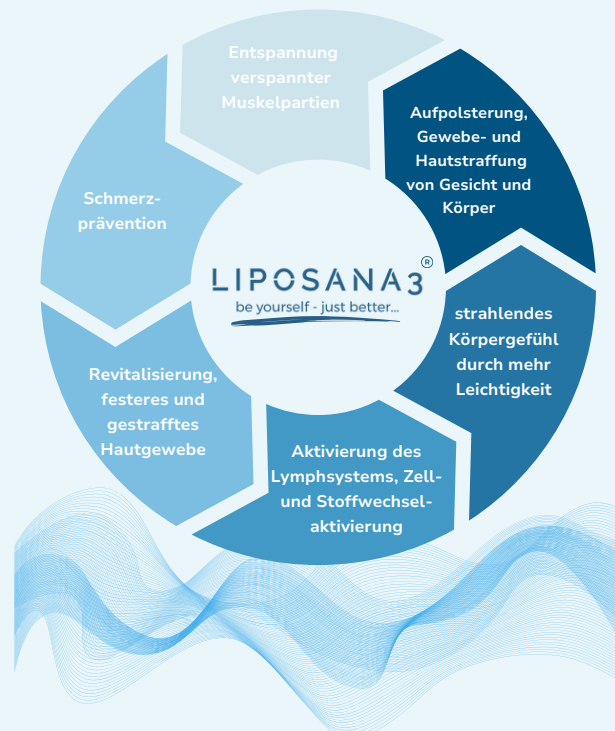 Entspannung
verspannter
Muskelpartien
Aufpolsterung,
Gewebe- und
Hautstraffung
von Gesicht und
Körper
strahlendes
Körpergefühl
durch mehr
Leichtigkeit
Aktivierung des
Lymphsystems, Zell-
und Stoffwechsel-
aktivierung
Revitalisierung,
festeres und
gestrafftes
Hautgewebe
Schmerz-
prävention
LIPOSANA3®
be yourself - just better...